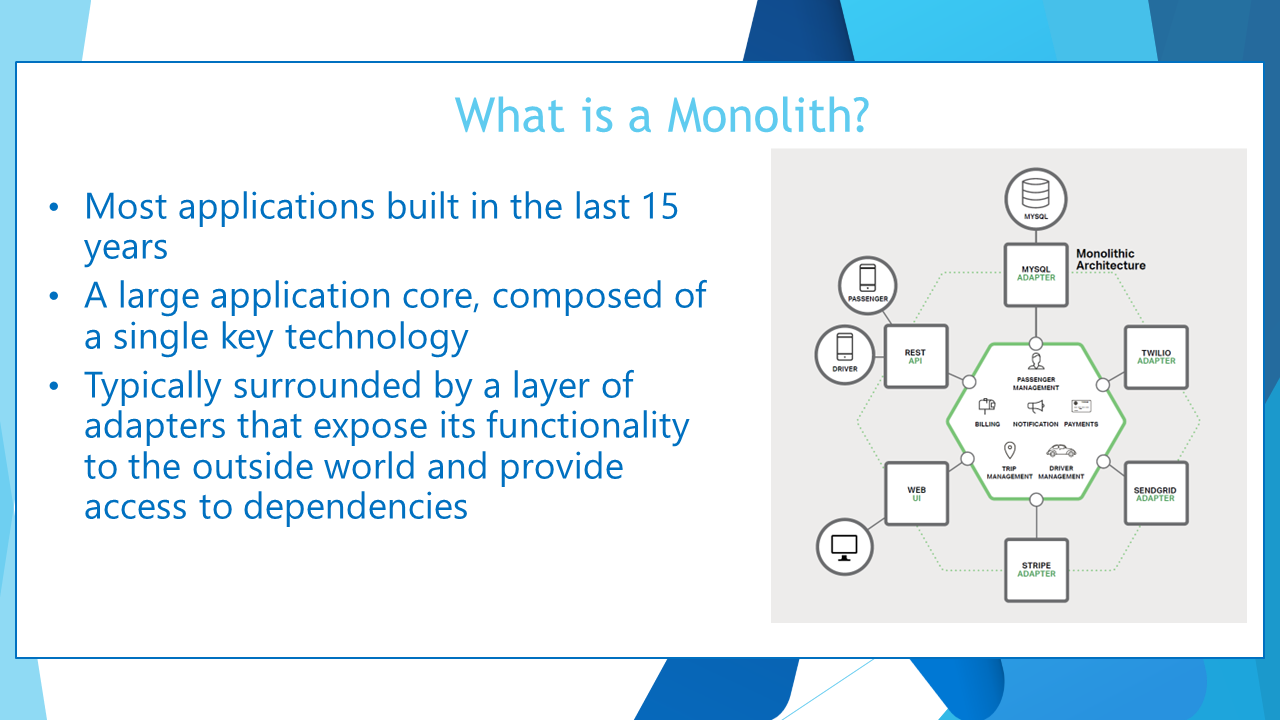 What is a Monolith?
• Most applications built in the last 15
years
• A large application core, composed of
a single key technology
• Typically surrounded by a layer of
adapters that expose its functionality
to the outside world and provide
access to dependencies
MYSQL
Monolithic
Architecture
MYSQL
ADAPTER
PASSENGER
DRIVER
REST
API
TWILIO
ADAPTER
PASSENGER
MANAGEMENT
BILLING
NOTIFICATION
PAYMENTS
TRIP
MANAGEMENT
DRIVER
MANAGEMENT
WEB
UI
SENDGRID
ADAPTER
STRIPE
ADAPTER